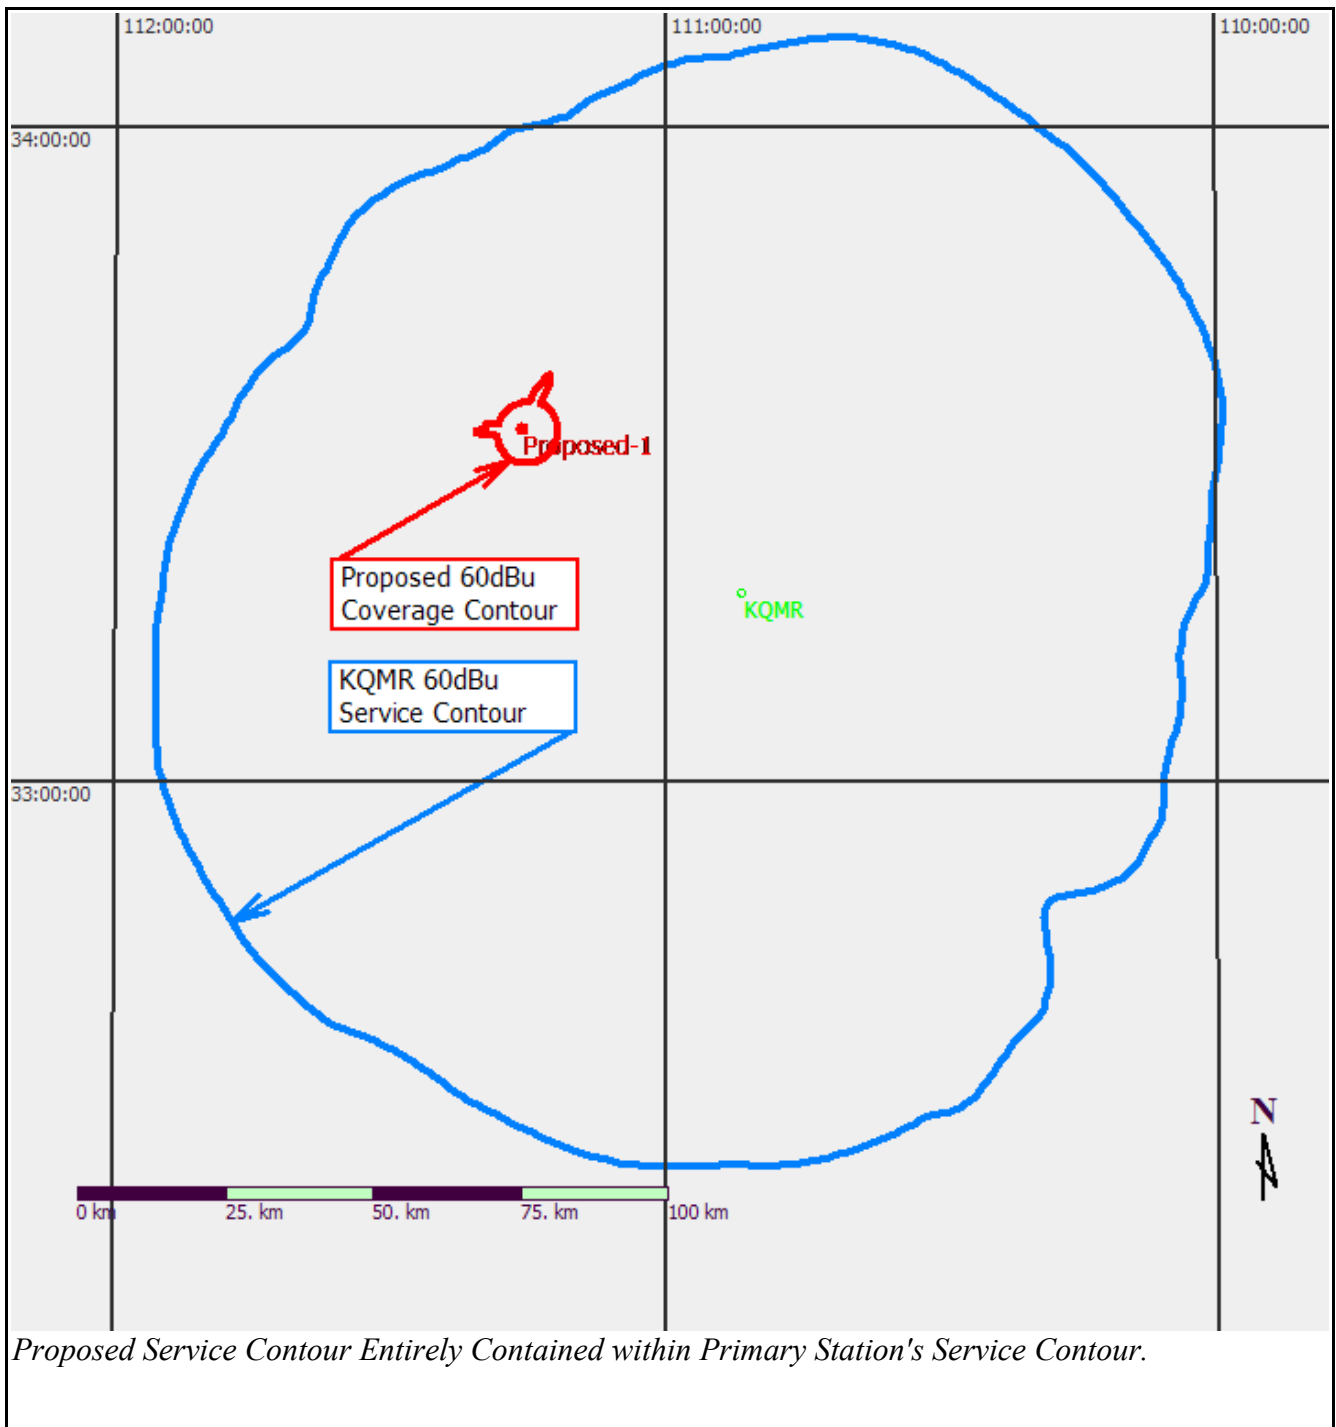 112:00:00
111:00:00
110:00:00
34:00:00
Proposed-1
Proposed 60dBu
Coverage Contour
KQMR
KQMR 60dBu
Service Contour
33:00:00
N
0 km
25. km
50. km
75. km
100 km
Proposed Service Contour Entirely Contained within Primary Station's Service Contour.